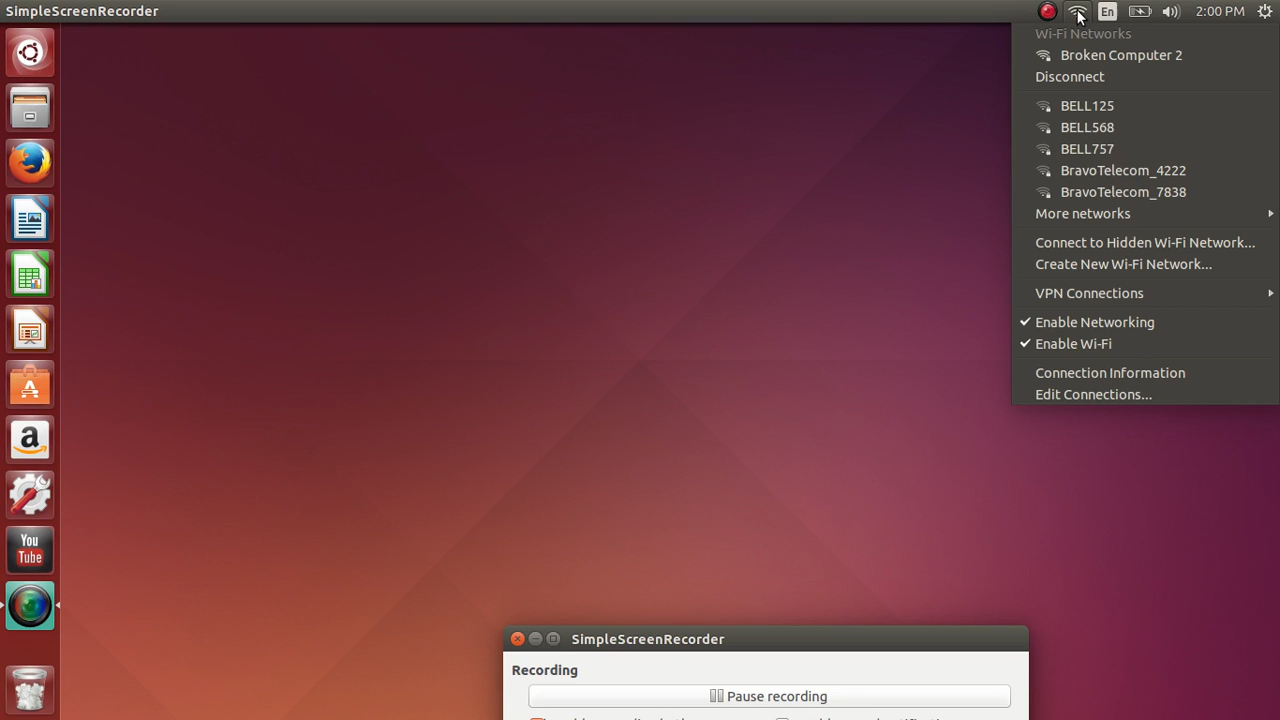 SimpleScreenRecorder
En
2:00 PM
Wi-Fi Networks
Broken Computer 2
Disconnect
BELL125
BELL568
BELL757
BravoTelecom_4222
BravoTelecom_7838
More networks
Connect to Hidden Wi-Fi Network...
Create New Wi-Fi Network...
VPN Connections
Enable Networking
Enable Wi-Fi
Connection Information
Edit Connections...
A
a
You
Tube
SimpleScreenRecorder
Recording
Pause recording